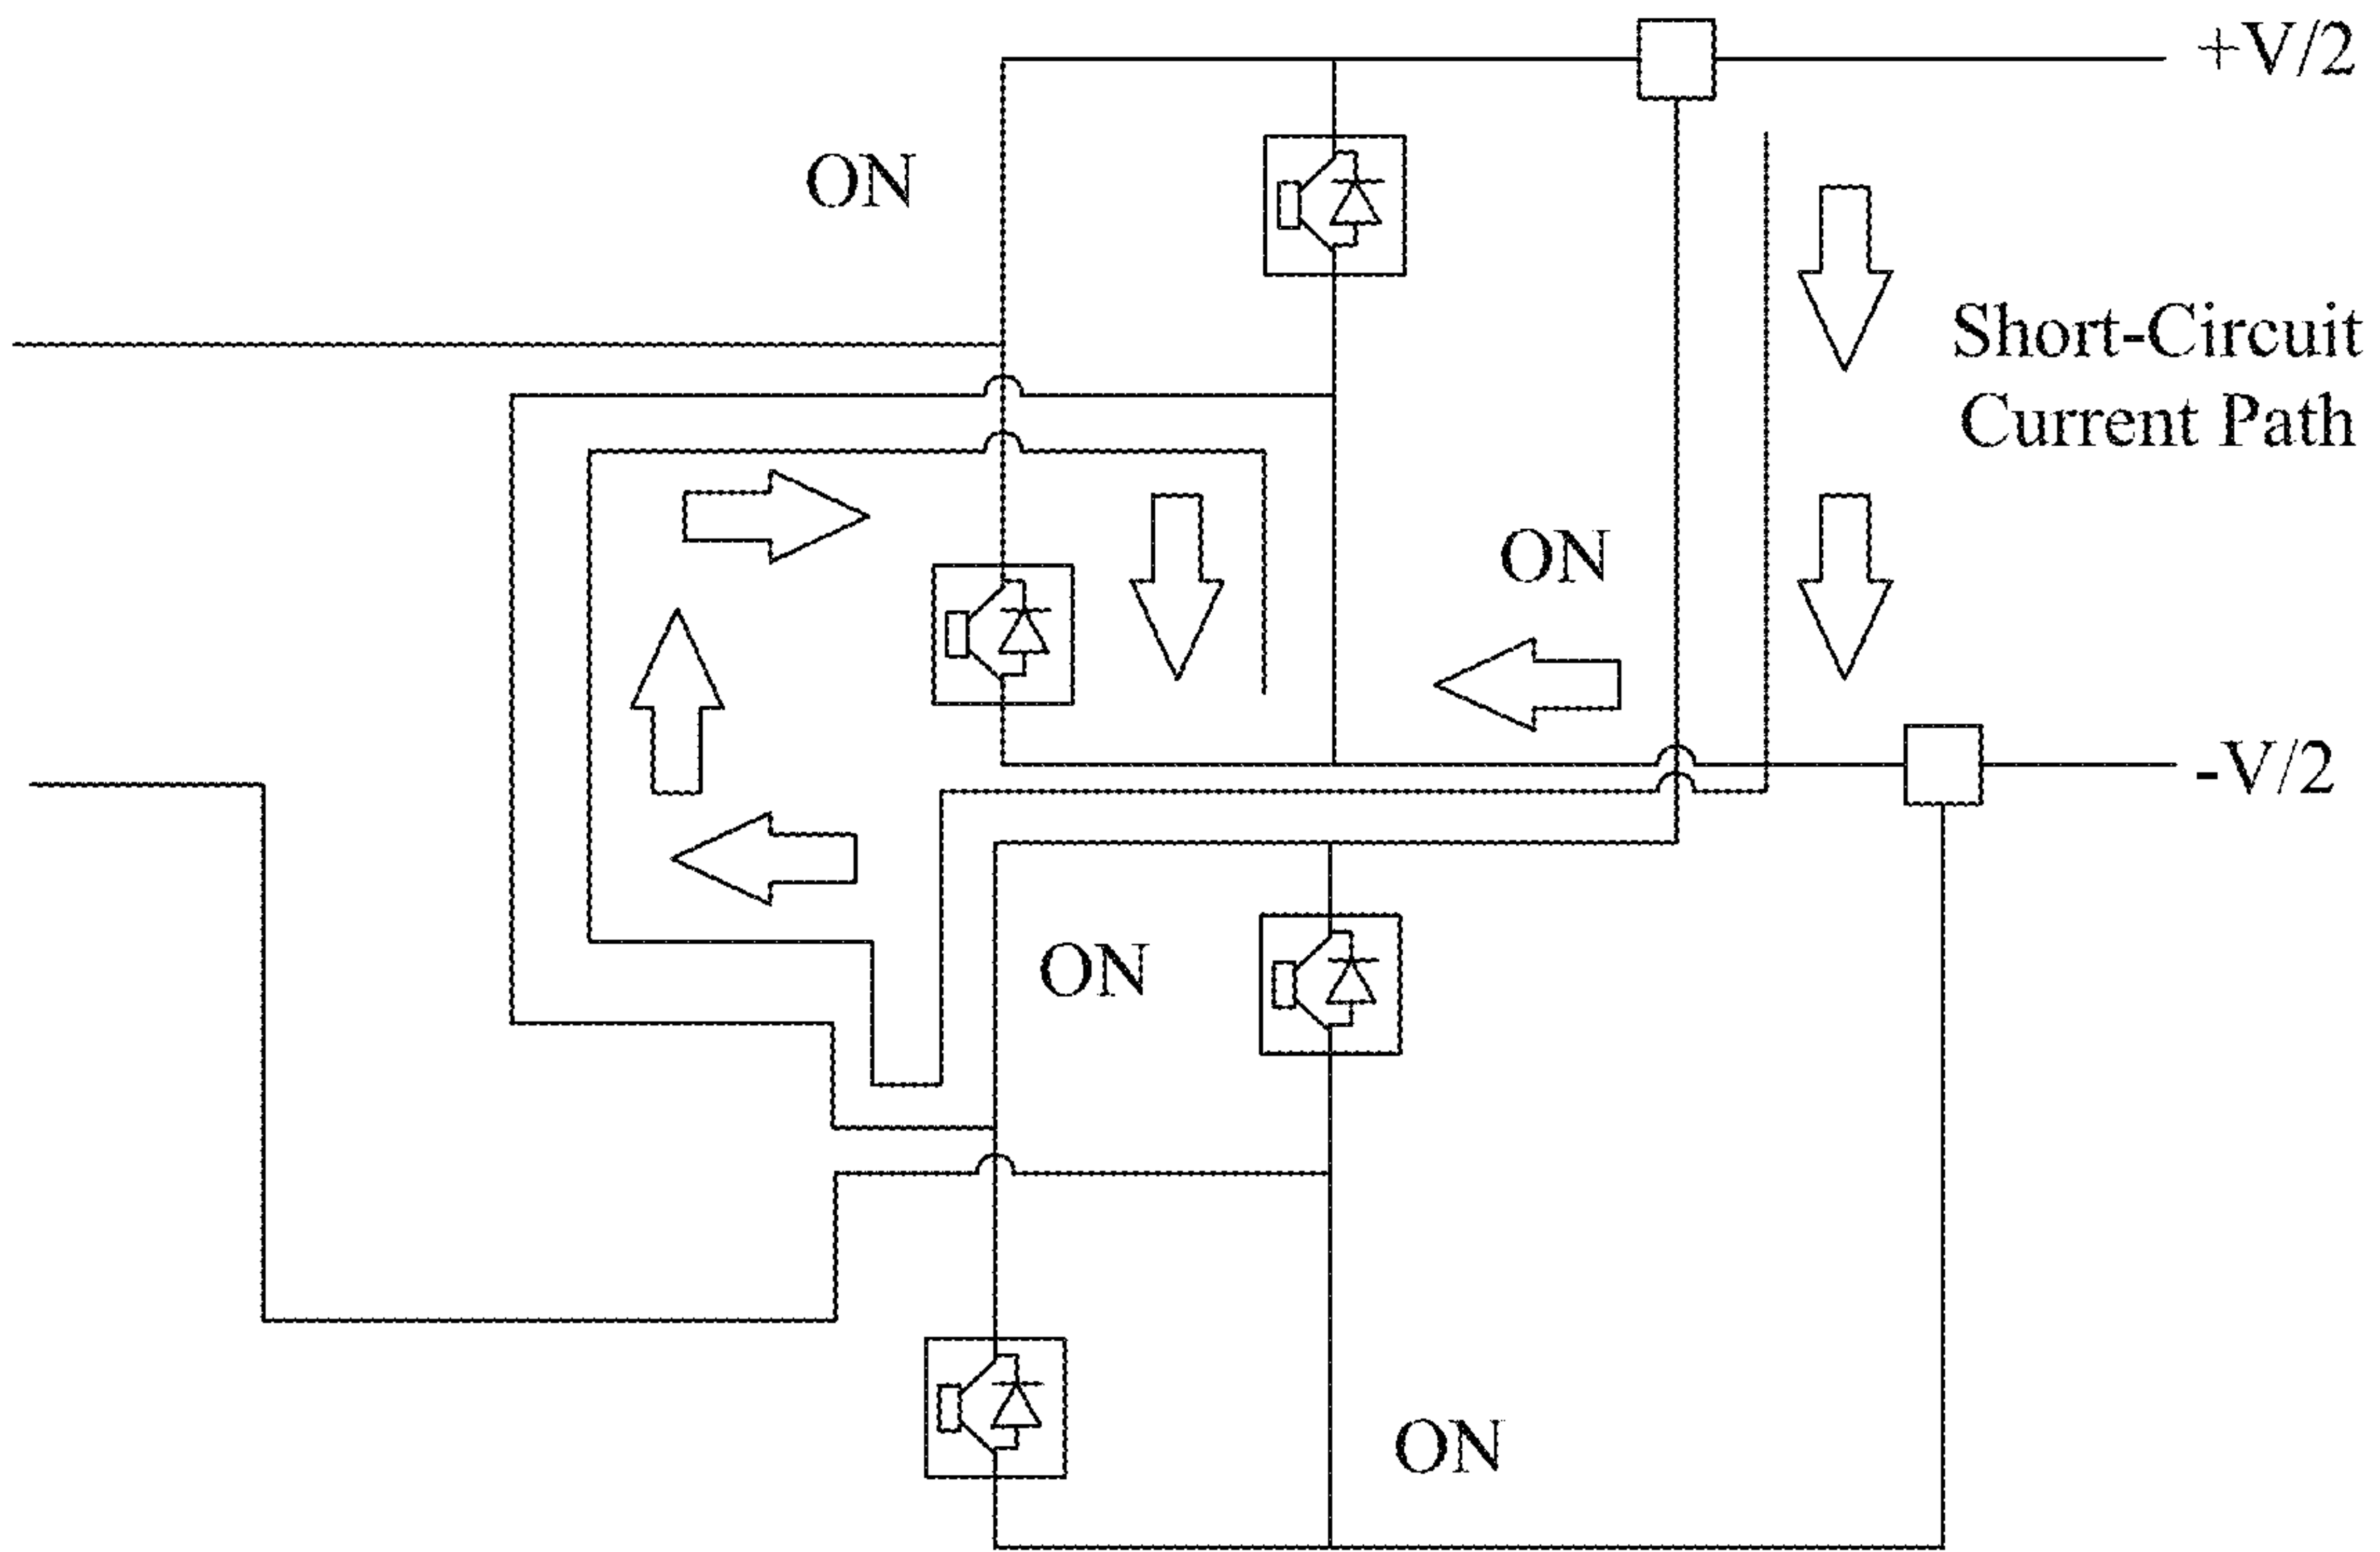 +V/2
ON
Short-Circuit
Current Path
ON
-V/2
ON
ON